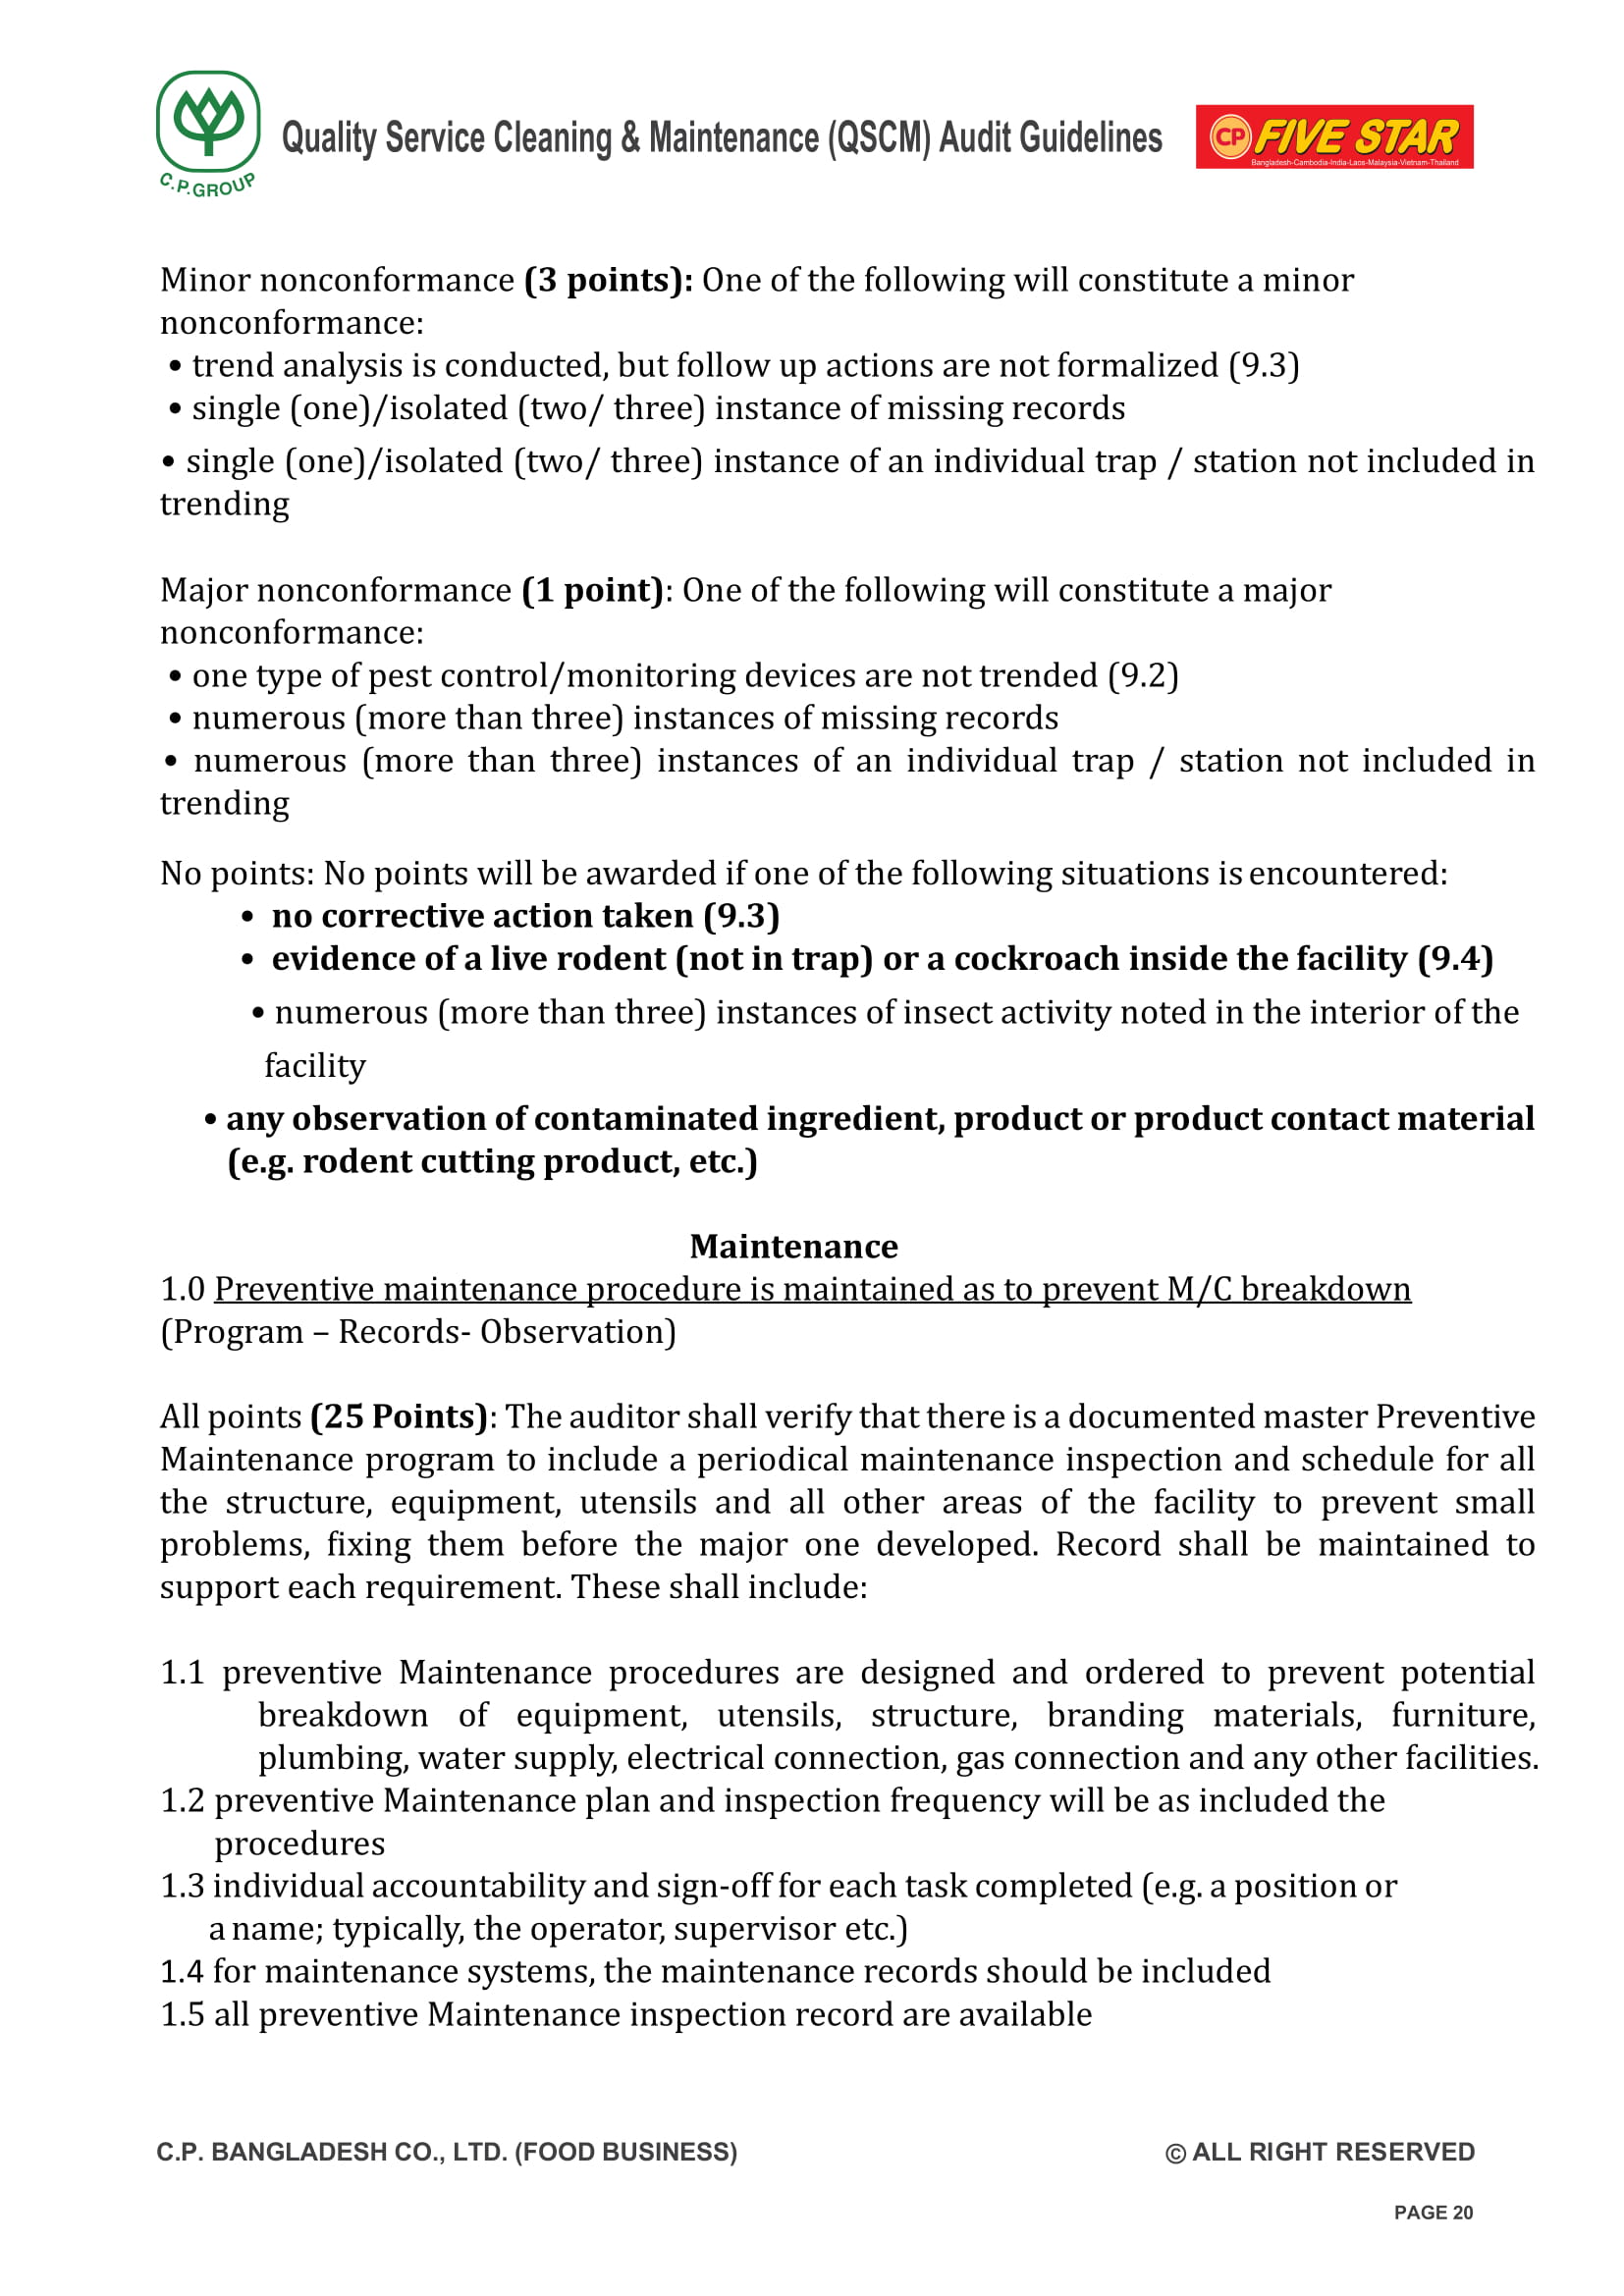 C.P.GROUP
Quality Service Cleaning & Maintenance (QSCM) Audit Guidelines
CP FIVE STAR
Bangladesh-Cambodia-India-Laos-Malaysia-Vietnam-Thailand
Minor nonconformance (3 points): One of the following will constitute a minor
nonconformance:
• trend analysis is conducted, but follow up actions are not formalized (9.3)
• single (one)/isolated (two/ three) instance of missing records
• single (one)/isolated (two/ three) instance of an individual trap / station not included in
trending
Major nonconformance (1 point): One of the following will constitute a major
nonconformance:
• one type of pest control/monitoring devices are not trended (9.2)
• numerous (more than three) instances of missing records
• numerous (more than three) instances of an individual trap / station not included in
trending
No points: No points will be awarded if one of the following situations is encountered:
• no corrective action taken (9.3)
• evidence of a live rodent (not in trap) or a cockroach inside the facility (9.4)
• numerous (more than three) instances of insect activity noted in the interior of the
facility
• any observation of contaminated ingredient, product or product contact material
(e.g. rodent cutting product, etc.)
Maintenance
1.0 Preventive maintenance procedure is maintained as to prevent M/C breakdown
(Program – Records- Observation)
All points (25 Points): The auditor shall verify that there is a documented master Preventive
Maintenance program to include a periodical maintenance inspection and schedule for all
the structure, equipment, utensils and all other areas of the facility to prevent small
problems, fixing them before the major one developed. Record shall be maintained to
support each requirement. These shall include:
1.1 preventive Maintenance procedures are designed and ordered to prevent potential
breakdown of equipment, utensils, structure, branding materials, furniture,
plumbing, water supply, electrical connection, gas connection and any other facilities.
1.2 preventive Maintenance plan and inspection frequency will be as included the
procedures
1.3 individual accountability and sign-off for each task completed (e.g. a position or
a name; typically, the operator, supervisor etc.)
1.4 for maintenance systems, the maintenance records should be included
1.5 all preventive Maintenance inspection record are available
C.P. BANGLADESH CO., LTD. (FOOD BUSINESS)
© ALL RIGHT RESERVED
PAGE 20